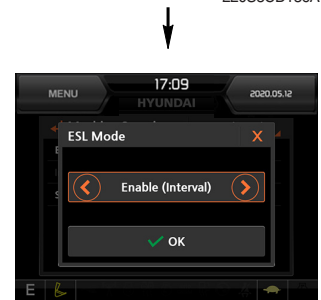 17:09
MENU
HYUNDAI
2020.05.12
ESL Mode X
Enable (Interval)
OK
E